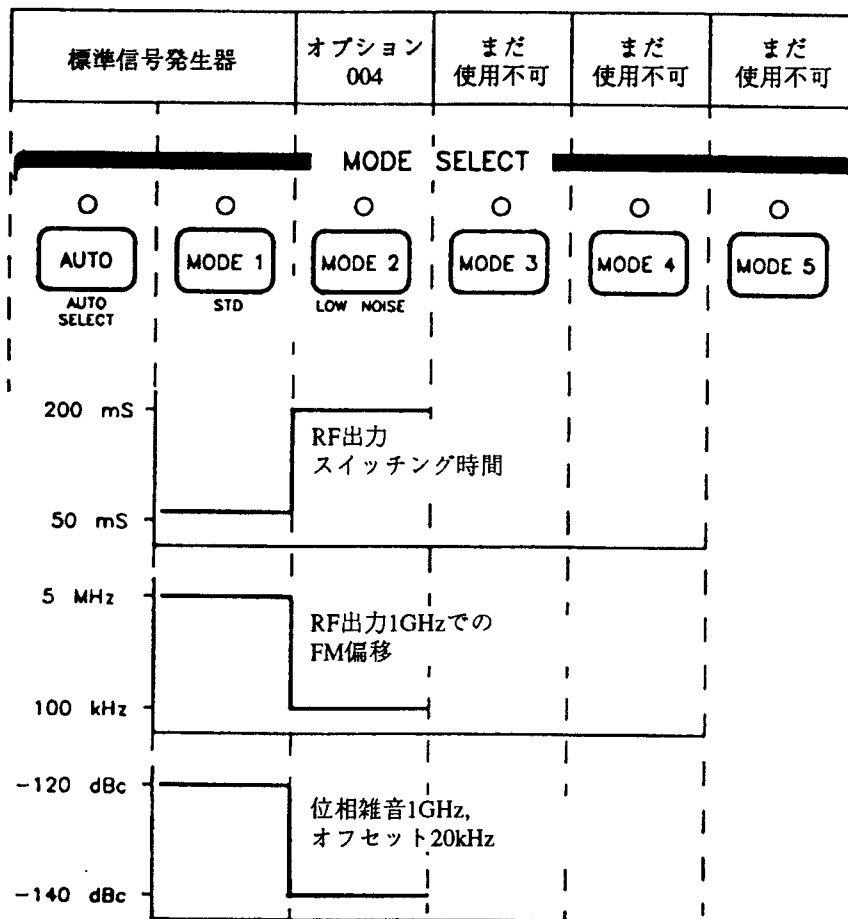 標準信号発生器
オプション
004
まだ
使用不可
まだ
使用不可
まだ
使用不可
MODE SELECT
AUTO
MODE 1
MODE 2
MODE 3
MODE 4
MODE 5
AUTO
SELECT
STD
LOW NOISE
200 mS
RF出力
スイッチング時間
50 mS
5 MHz
RF出力1GHzでの
FM偏移
100 kHz
-120 dBc
位相雑音1GHz,
オフセット20kHz
-140 dBc